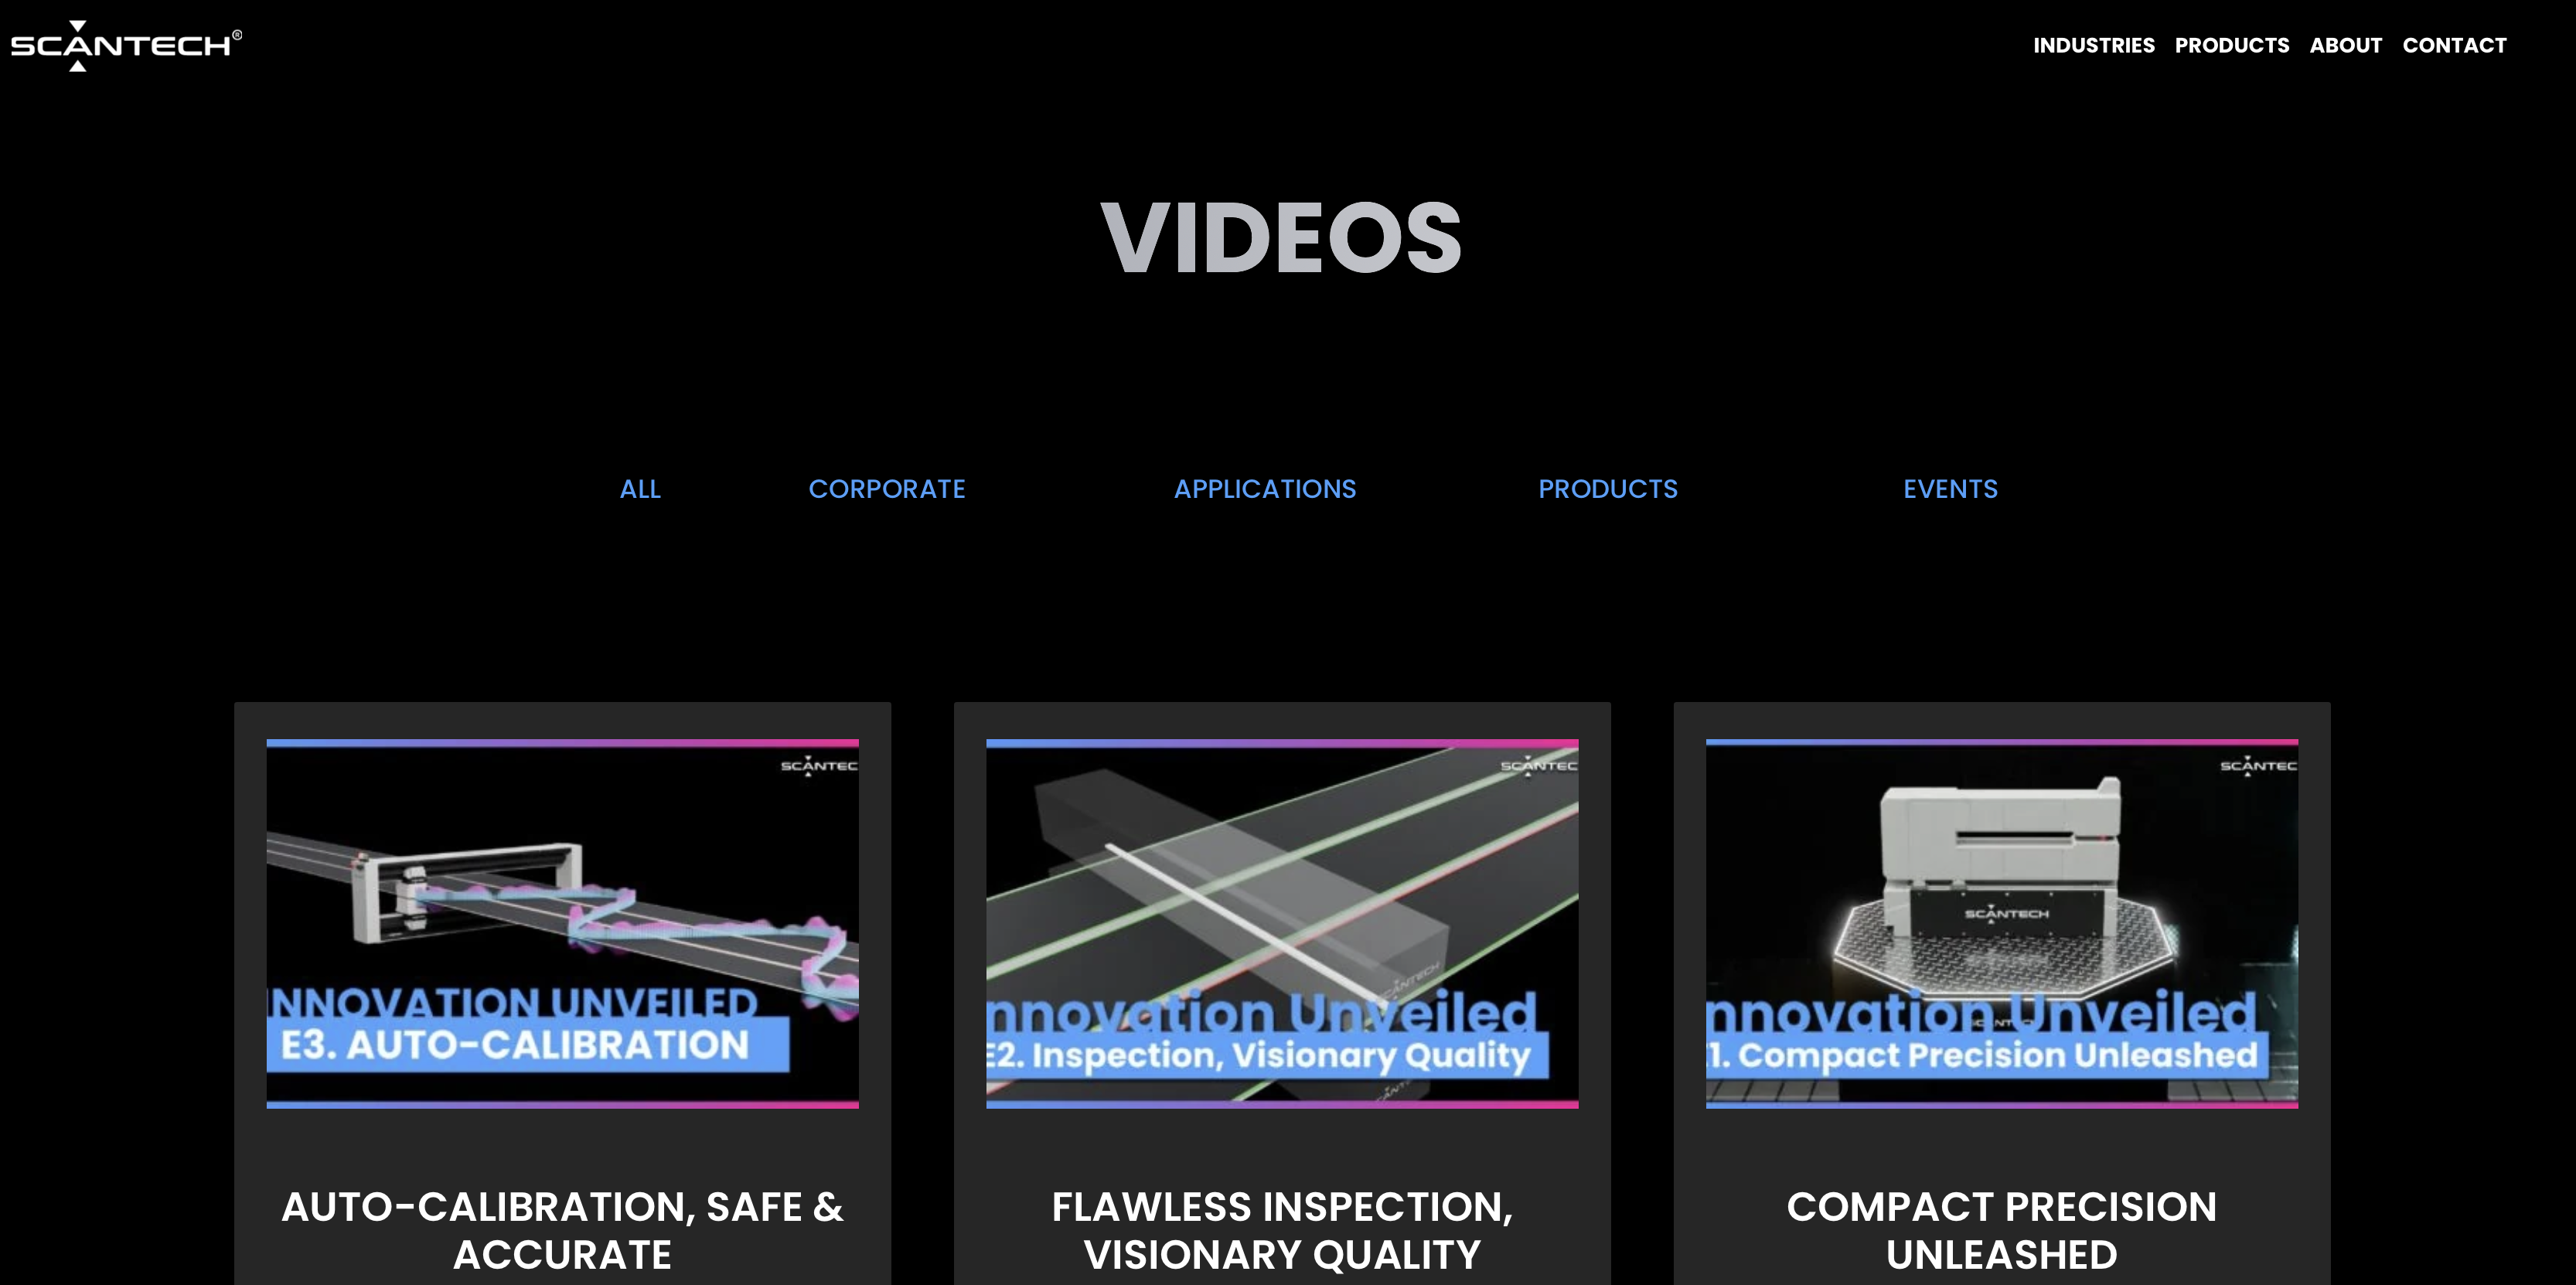 SCANTECH®
INDUSTRIES PRODUCTS ABOUT CONTACT
VIDEOS
ALL CORPORATE APPLICATIONS PRODUCTS EVENTS
SCANTEC
INNOVATION UNVEILED
E3. AUTO-CALIBRATION
SCANTEC
SCANTECH
nnovation Unveiled
E2. Inspection, Visionary Quality
SCANTEC
SCANTECH
nnovation Unveiled
1. Compact Precision Unleashed
AUTO-CALIBRATION, SAFE &
ACCURATE
FLAWLESS INSPECTION,
VISIONARY QUALITY
COMPACT PRECISION
UNLEASHED